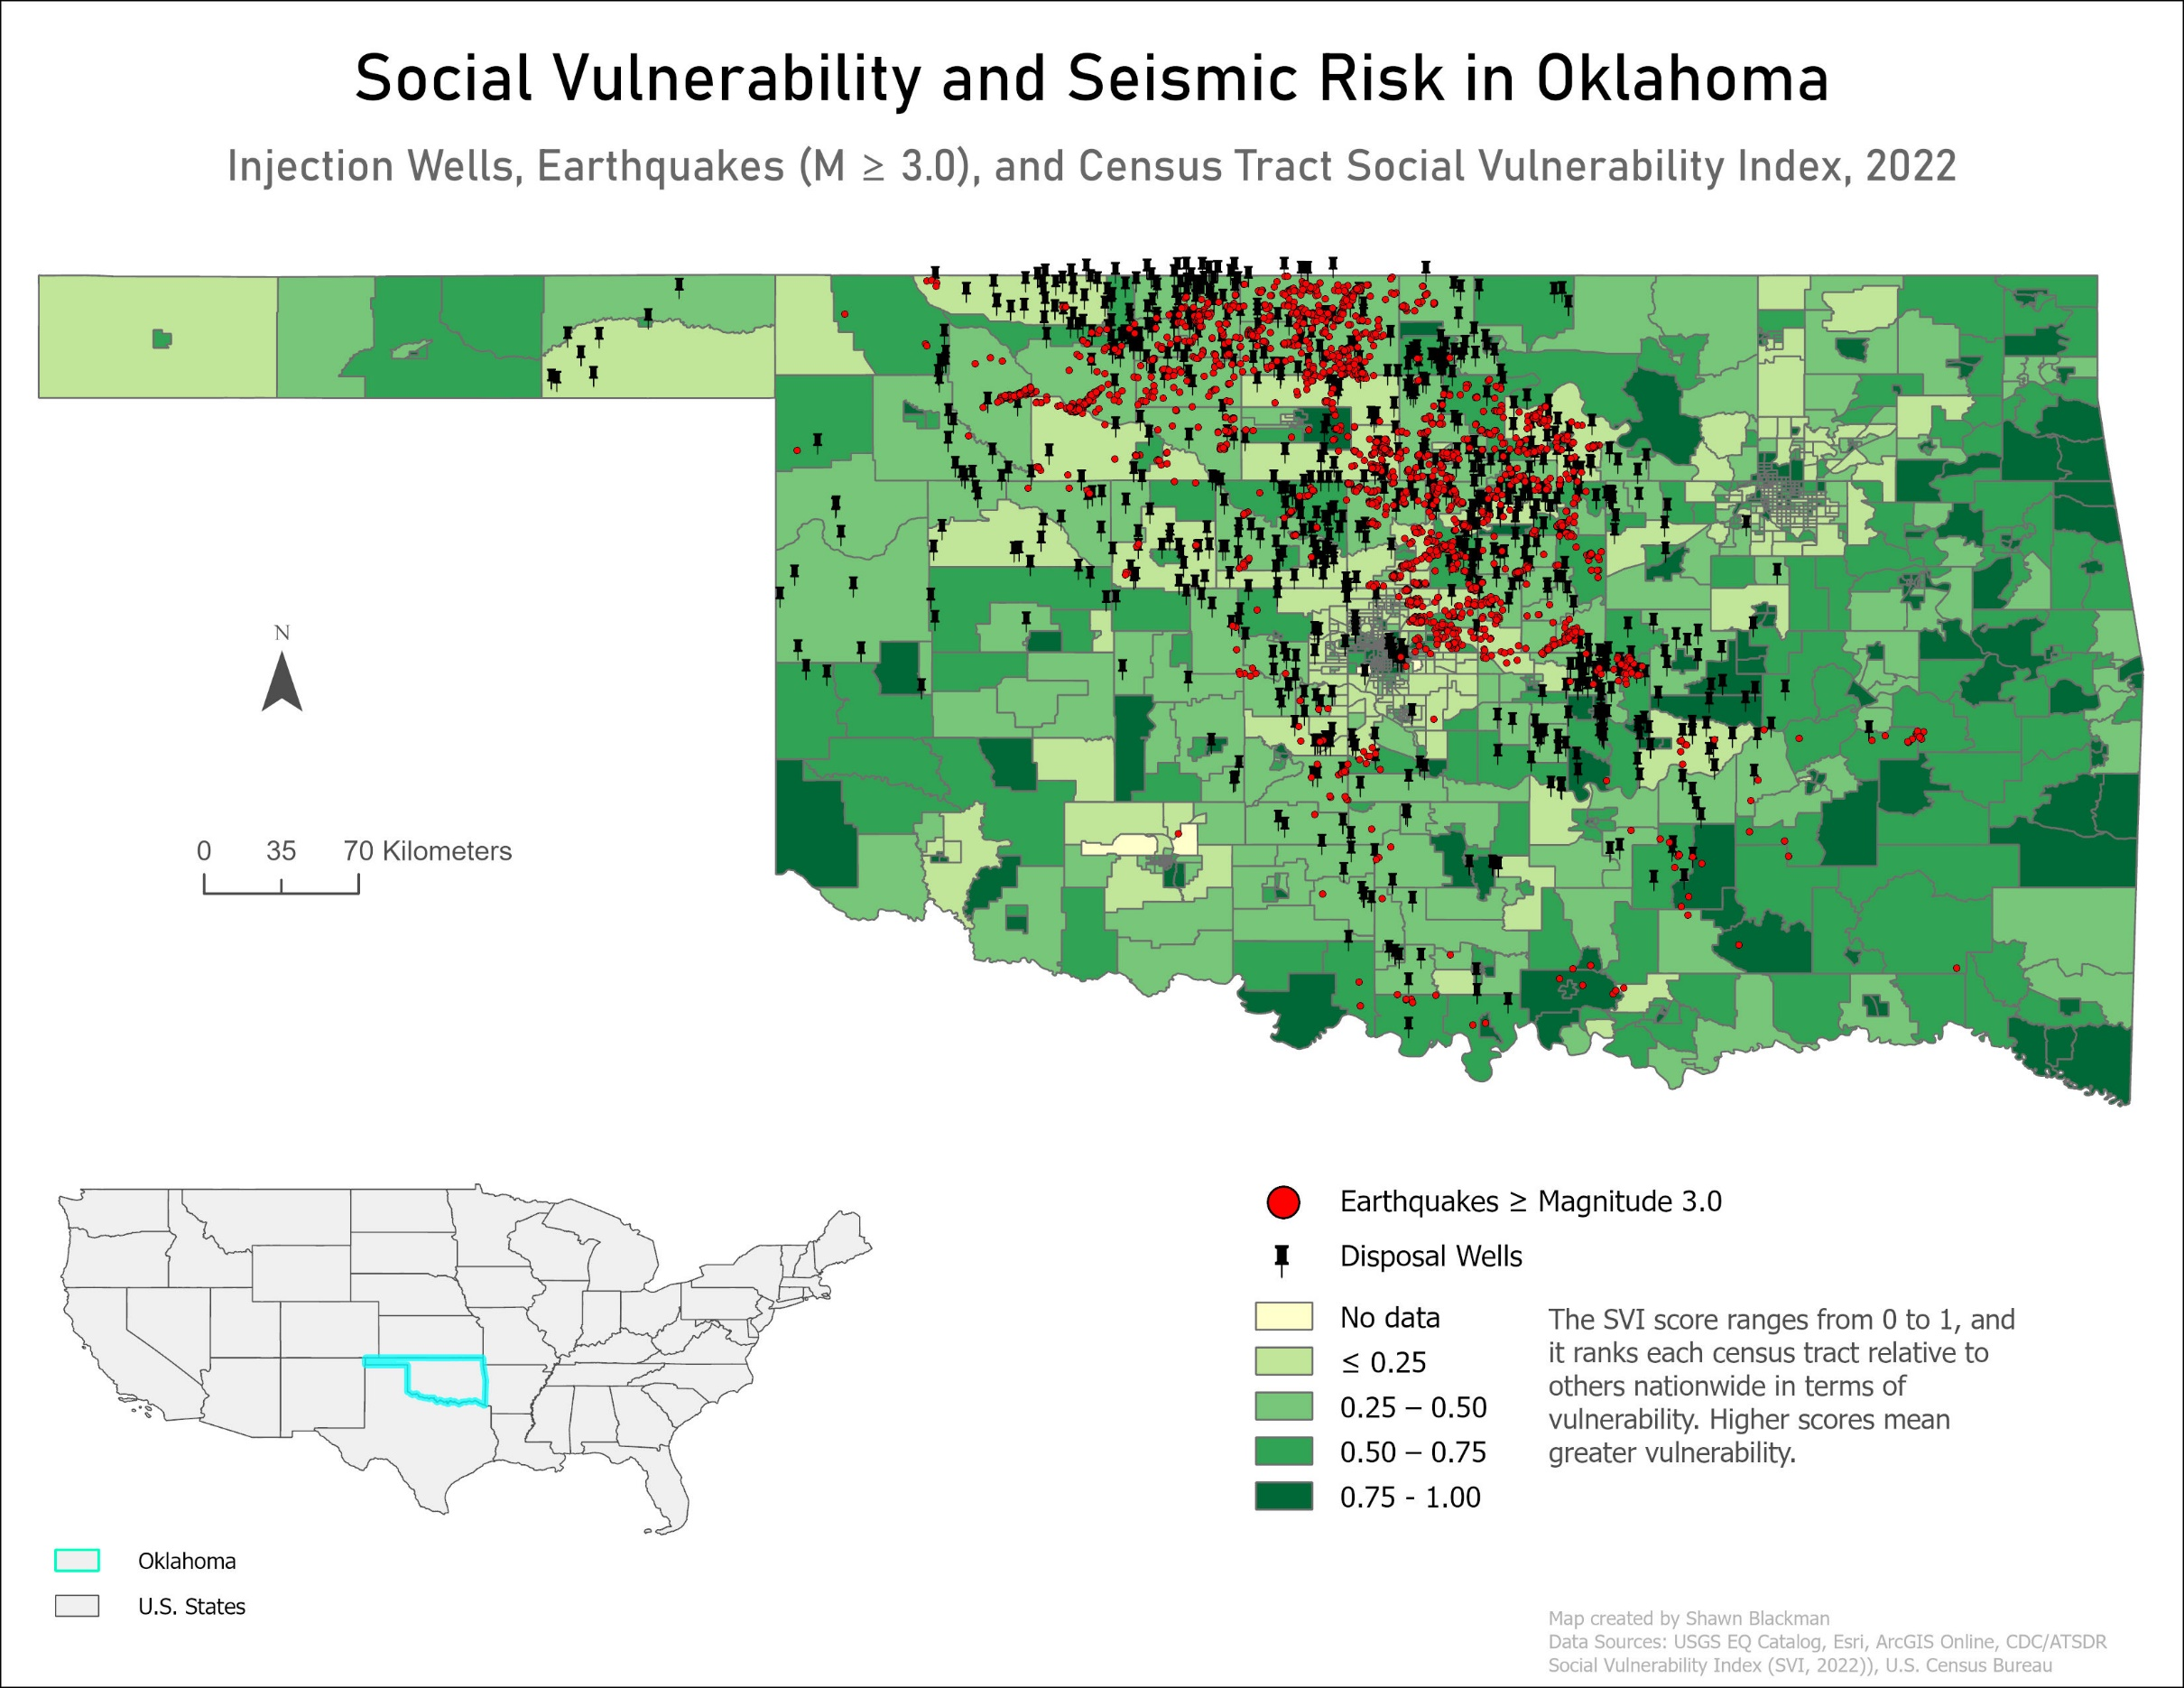 Social Vulnerability and Seismic Risk in Oklahoma
Injection Wells, Earthquakes (M ≥ 3.0), and Census Tract Social Vulnerability Index, 2022
N
0 35 70 Kilometers
Earthquakes ≥ Magnitude 3.0
Disposal Wells
No data
≤ 0.25
0.25 – 0.50
0.50 – 0.75
0.75 - 1.00
The SVI score ranges from 0 to 1, and
it ranks each census tract relative to
others nationwide in terms of
vulnerability. Higher scores mean
greater vulnerability.
Oklahoma
U.S. States
Map created by Shawn Blackman
Data Sources: USGS EQ Catalog, Esri, ArcGIS Online, CDC/ATSDR
Social Vulnerability Index (SVI, 2022)), U.S. Census Bureau